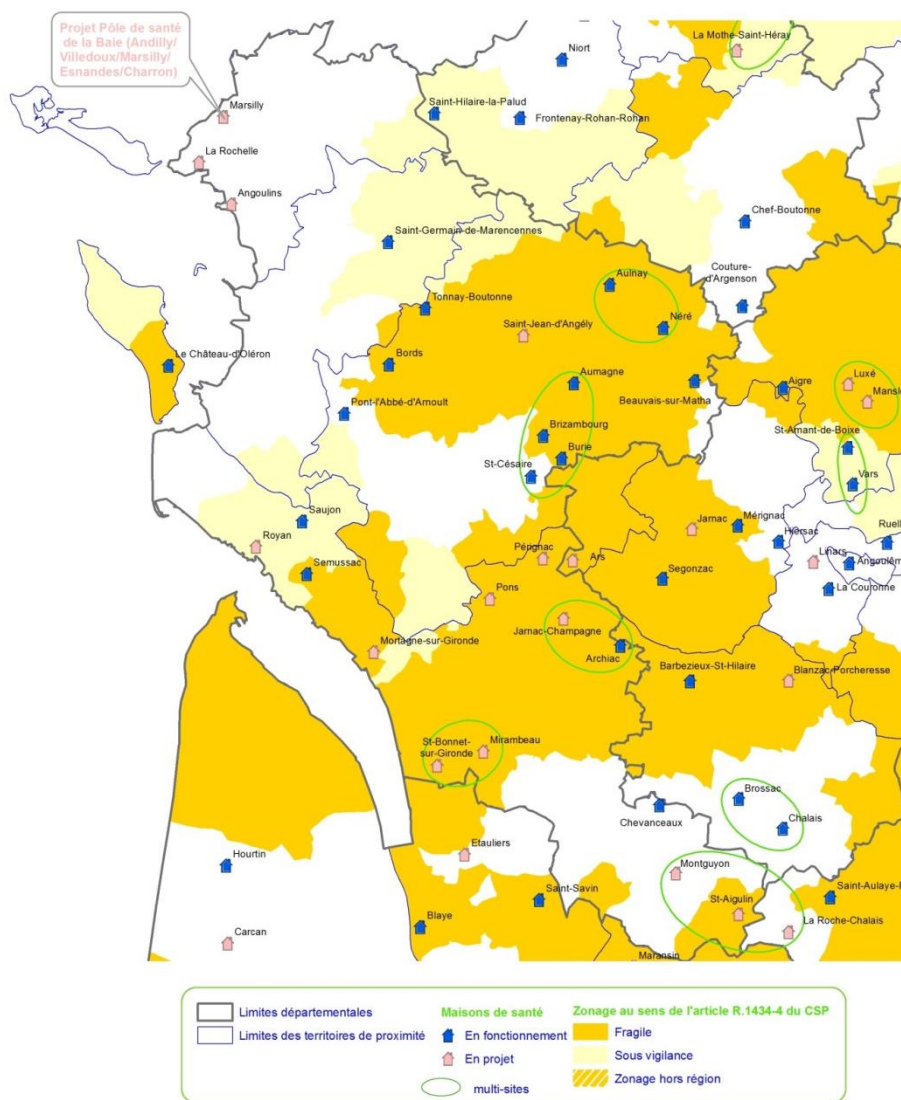 Projet Pôle de santé
de la Baie (Andilly/
Villedoux/Marsilly/
Esnandes/Charron)
La Mothe-Saint-Héray
Niort
Marsilly
Saint-Hilaire-la-Palud
Frontenay-Rohan-Rohan
La Rochelle
Angoulins
Chef-Boutonne
Saint-Germain-de-Marencennes
Couture-
d'Argenson
Aulnay
Tonnay-Boutonne
Néré
Saint-Jean-d'Angély
Le Château-d'Oléron
Bords
Aumagne
Beauvais-sur-Matha
Aigre
Luxé
Mansle
Pont-l'Abbé-d'Arnoult
Brizambourg
St-Amant-de-Boixe
Burie
St-Césaire
Vars
Saujon
Jarnac
Mérignac
Hiersac
Ruell
Royan
Pérignac
Ars
Linars
Angoulêm
Semussac
Segonzac
La Couronne
Pons
Jarnac-Champagne
Mortagne-sur-Gironde
Archiac
Barbezieux-St-Hilaire
Blanzac-Porcheresse
St-Bonnet-
sur-Gironde
Mirambeau
Brossac
Chevanceaux
Chalais
Etauliers
Hourtin
Montguyon
Saint-Savin
St-Aigulin
Saint-Aulaye-P
Blaye
La Roche-Chalais
Carcan
Maransin
Limites départementales
Limites des territoires de proximité
Maisons de santé
En fonctionnement
En projet
multi-sites
Zonage au sens de l'article R.1434-4 du CSP
Fragile
Sous vigilance
Zonage hors région